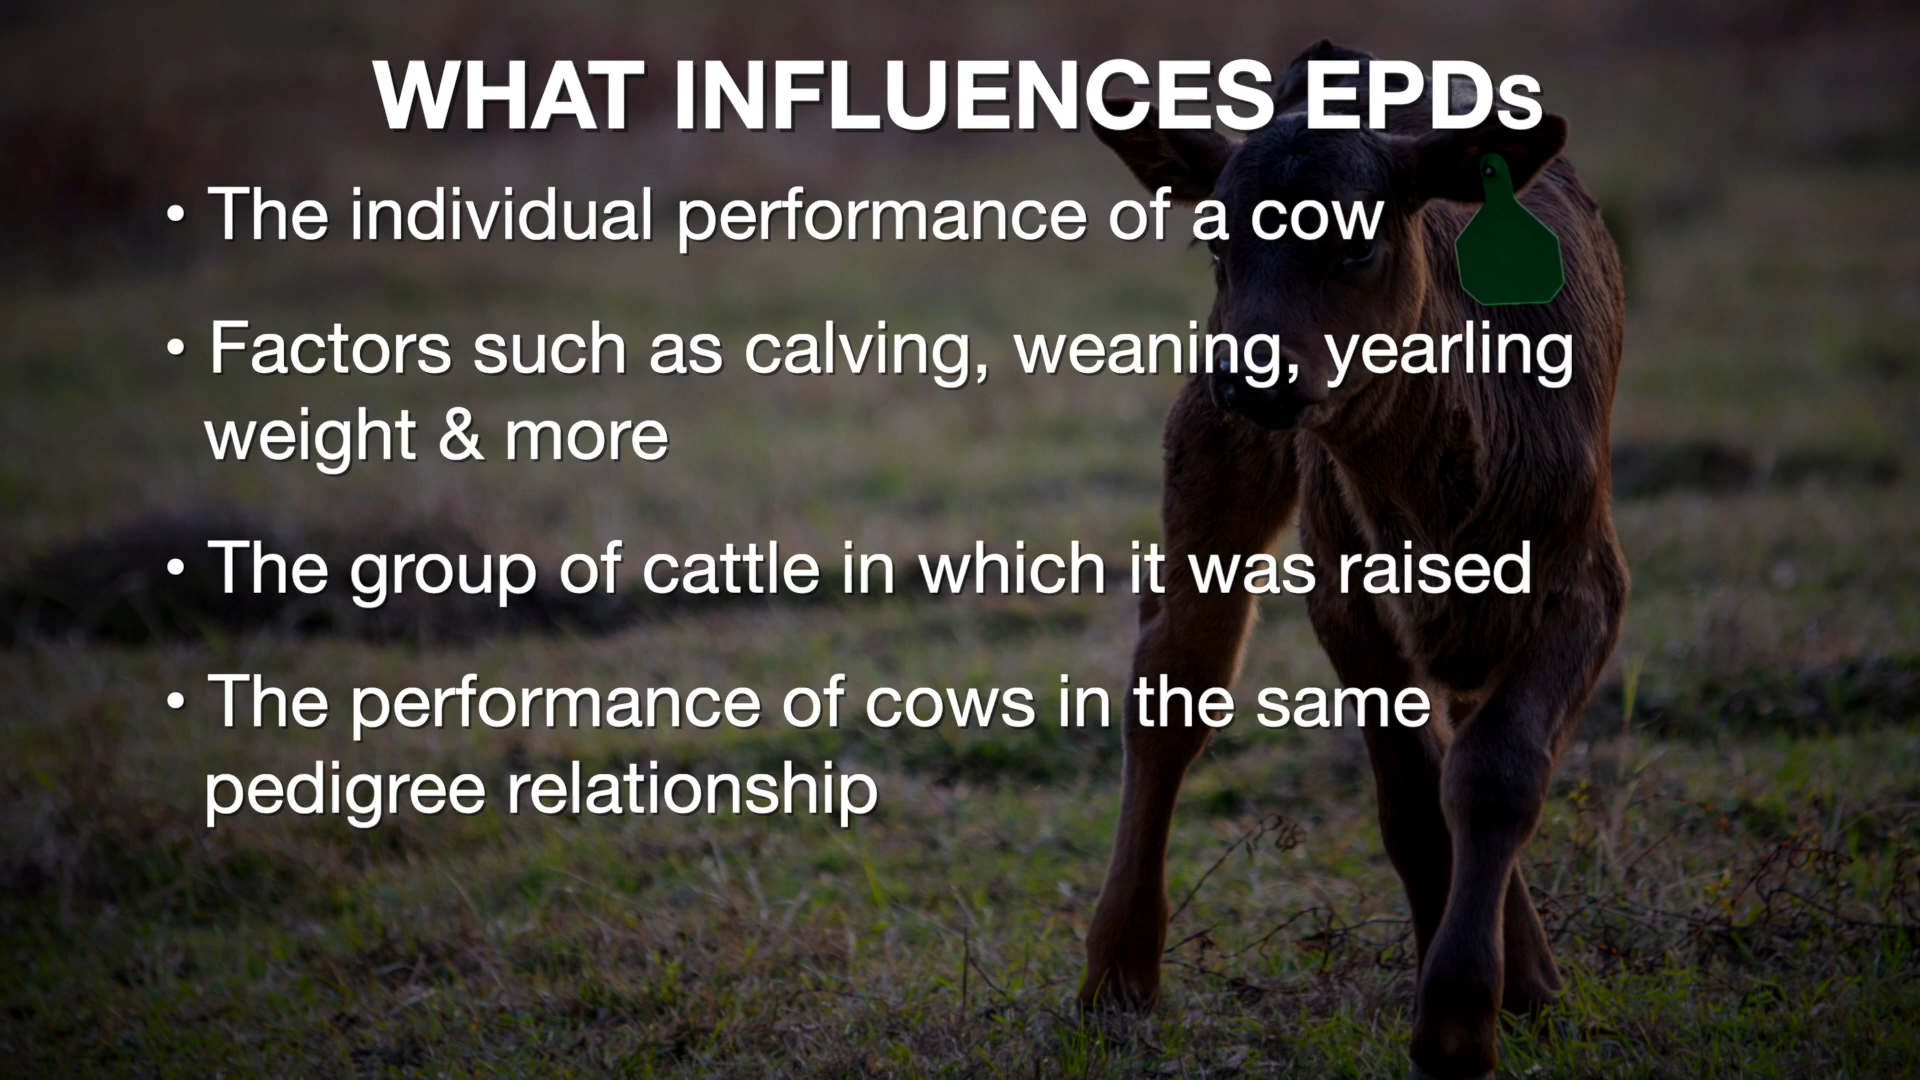 WHAT INFLUENCES EPDs
• The individual performance of a cow
• Factors such as calving, weaning, yearling
weight & more
• The group of cattle in which it was raised
• The performance of cows in the same
pedigree relationship